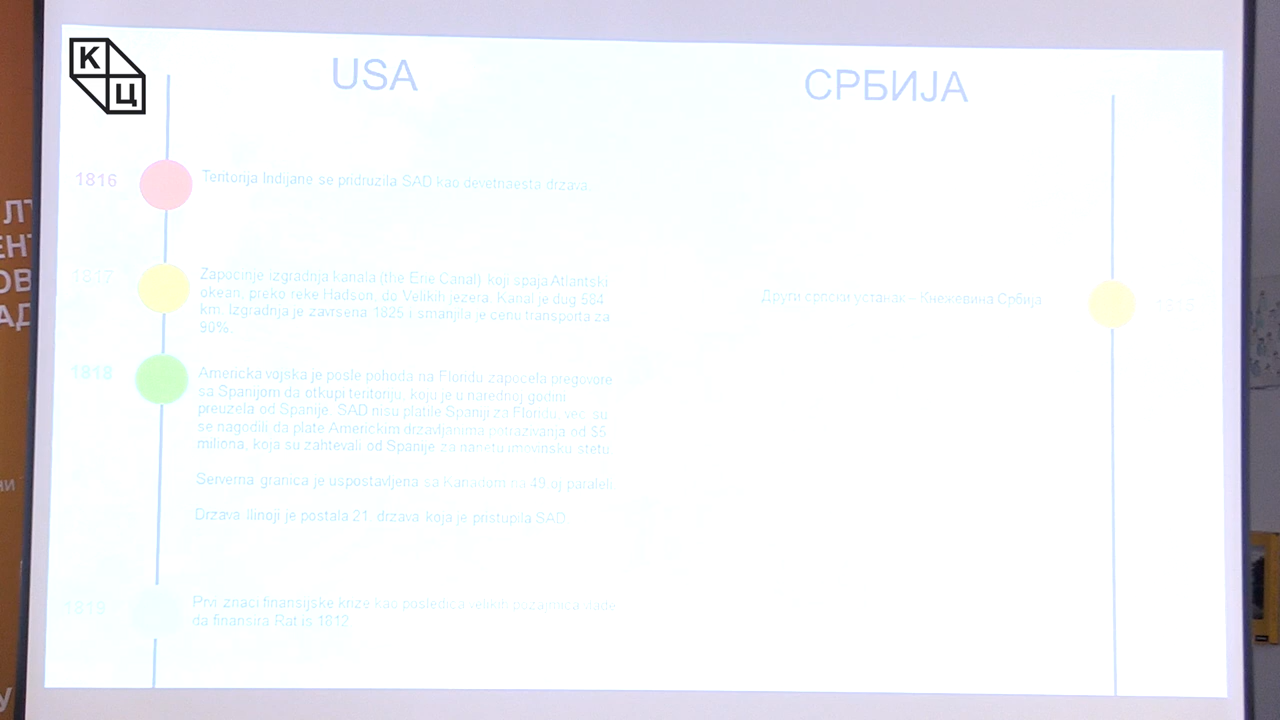 К
Ц
USA
СРБИЈА
1816
Teritorija Indijane se pridruzila SAD kao devetnaesta drzava.
1817
Zapocinje izgradnja kanala (the Erie Canal) koji spaja Atlantski
okean, preko reke Hadson, do Velikih jezera. Kanal je dug 584
km. Izgradnja je zavrsena 1825 i smanjila je cenu transporta za
90%.
Други српски устанак - Кнежевина Србија
1815
1818
Americka vojska je posle pohoda na Floridu zapocela pregovore
sa Spanijom da otkupi teritoriju, koju je u narednoj godini
preuzela od Spanije. SAD nisu platile Spaniji za Floridu, vec su
se nagodili da plate Americkim drzavljanima potrazivanja od $5
miliona, koja su zahtevali od Spanije za nanetu imovinsku stetu.
Serverna granica je uspostavljena sa Kanadom na 49 oj paraleli.
Drzava Ilinoji je postala 21. drzava koja je pristupila SAD
1819
Prvi znaci finansijske krize kao posledica velikih pozajmica
da finansira Rat is 1812